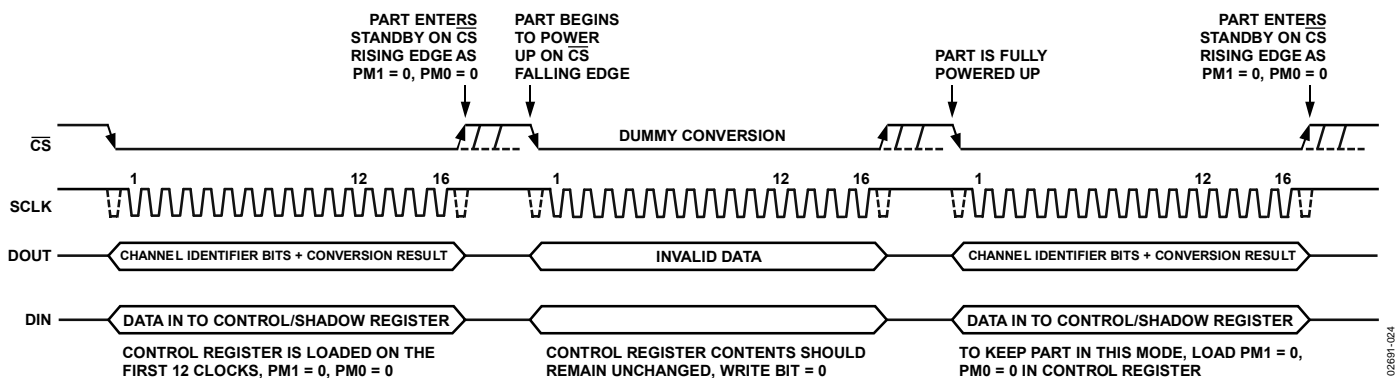 PART ENTERS
STANDBY ON CS
RISING EDGE AS
PM1 = 0, PM0 = 0
PART BEGINS
TO POWER
UP ON CS
FALLING EDGE
PART IS FULLY
POWERED UP
PART ENTERS
STANDBY ON CS
RISING EDGE AS
PM1 = 0, PM0 = 0
CS
DUMMY CONVERSION
1 12 16 1 12 16 1 12 16
SCLK
DOUT
CHANNEL IDENTIFIER BITS + CONVERSION RESULT
INVALID DATA
CHANNEL IDENTIFIER BITS + CONVERSION RESULT
DIN
DATA IN TO CONTROL/SHADOW REGISTER
DATA IN TO CONTROL/SHADOW REGISTER
CONTROL REGISTER IS LOADED ON THE
FIRST 12 CLOCKS, PM1 = 0, PM0 = 0
CONTROL REGISTER CONTENTS SHOULD
REMAIN UNCHANGED, WRITE BIT = 0
TO KEEP PART IN THIS MODE, LOAD PM1 = 0,
PM0 = 0 IN CONTROL REGISTER
02691-024